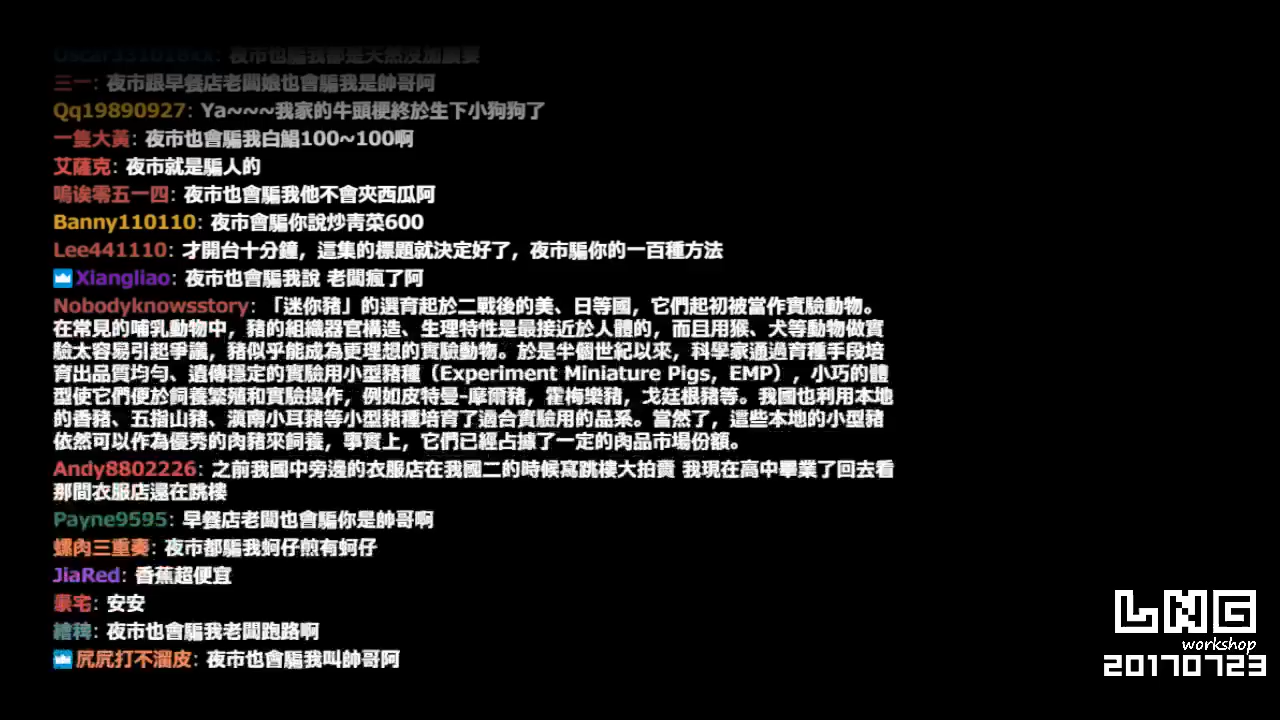 夜市也會騙我都是天然沒加
三一: 夜市跟早餐店老闆娘也會騙我是帥哥阿
Qq19890927: Ya~~~我家的牛頭梗終於生下小狗狗了
一隻大黃: 夜市也會騙我白鯧100~100啊
艾薩克: 夜市就是騙人的
嗚诶零五一四: 夜市也會騙我他不會夾西瓜阿
Banny110110: 夜市會騙你說炒青菜600
Lee441110: 才開台十分鐘，這集的標題就決定好了，夜市騙你的一百種方法
Xiangliao: 夜市也會騙我說 老闆瘋了阿
Nobodyknowsstory: 「迷你豬」的選育起於二戰後的美、日等國，它們起初被當作實驗動物。
在常見的哺乳動物中，豬的組織器官構造、生理特性是最接近於人體的，而且用猴、犬等動物做實
驗太容易引起爭議，豬似乎能成為更理想的實驗動物。於是半個世紀以來，科學家通過育種手段培
育出品質均勻、遺傳穩定的實驗用小型豬種（Experiment Miniature Pigs，EMP），小巧的體
型使它們便於飼養繁殖和實驗操作，例如皮特曼-摩爾豬，霍梅樂豬，戈廷根豬等。我國也利用本地
的香豬、五指山豬、滇南小耳豬等小型豬種培育了適合實驗用的品系。當然了，這些本地的小型豬
依然可以作為優秀的肉豬來飼養，事實上，它們已經占據了一定的肉品市場份額。
Andy8802226: 之前我國中旁邊的衣服店在我國二的時候寫跳樓大拍賣 我現在高中畢業了回去看
那間衣服店還在跳樓
Payne9595: 早餐店老闆也會騙你是帥哥啊
螺肉三重奏: 夜市都騙我蚵仔煎有蚵仔
JiaRed: 香蕉超便宜
豪宅: 安安
繪稗: 夜市也會騙我老闆跑路啊
尻尻打不溜皮: 夜市也會騙我叫帥哥阿
LNG
workshop
20170723